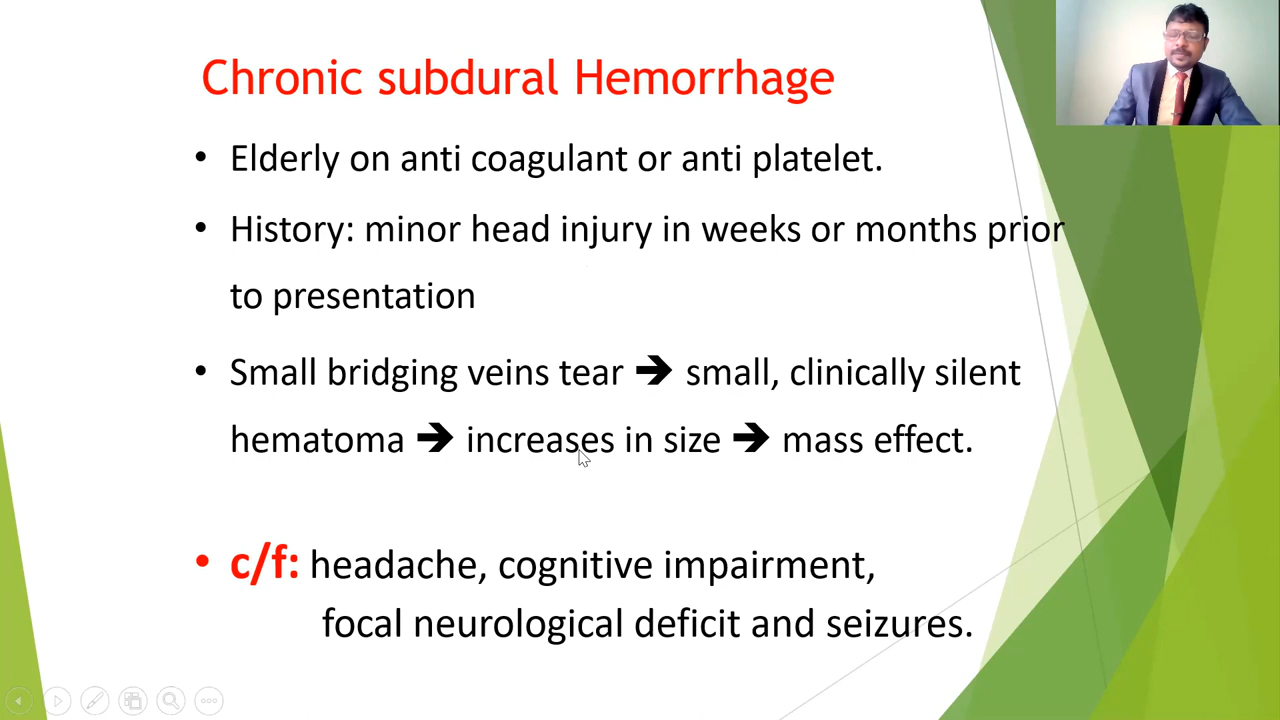 Chronic subdural Hemorrhage
• Elderly on anti coagulant or anti platelet.
• History: minor head injury in weeks or months prior
to presentation
• Small bridging veins tear 🡺 small, clinically silent
hematoma 🡺 increases in size 🡺 mass effect.
• c/f: headache, cognitive impairment,
focal neurological deficit and seizures.